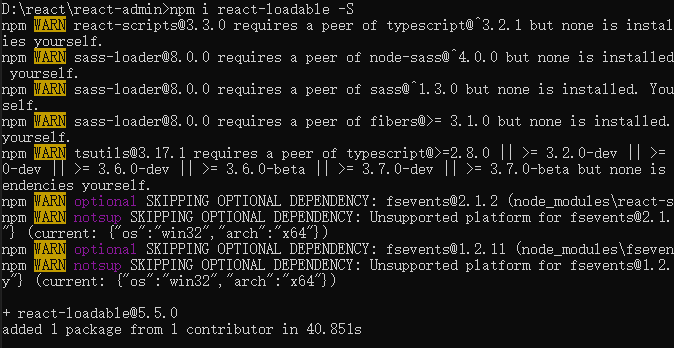 D:\react\react-admin>npm i react-loadable -S
npm WARN react-scripts@3.3.0 requires a peer of typescript@^3.2.1 but none is instal
ies yourself.
npm WARN sass-loader@8.0.0 requires a peer of node-sass@^4.0.0 but none is installed
 yourself.
npm WARN sass-loader@8.0.0 requires a peer of sass@^1.3.0 but none is installed. You
self.
npm WARN sass-loader@8.0.0 requires a peer of fibers@>= 3.1.0 but none is installed.
yourself.
npm WARN tsutils@3.17.1 requires a peer of typescript@>=2.8.0 || >= 3.2.0-dev || >=
0-dev || >= 3.6.0-dev || >= 3.6.0-beta || >= 3.7.0-dev || >= 3.7.0-beta but none is
endencies yourself.
npm WARN optional SKIPPING OPTIONAL DEPENDENCY: fsevents@2.1.2 (node_modules\react-s
npm WARN notsup SKIPPING OPTIONAL DEPENDENCY: Unsupported platform for fsevents@2.1.
"} (current: {"os":"win32","arch":"x64"})
npm WARN optional SKIPPING OPTIONAL DEPENDENCY: fsevents@1.2.11 (node_modules\fseven
npm WARN notsup SKIPPING OPTIONAL DEPENDENCY: Unsupported platform for fsevents@1.2.
y"} (current: {"os":"win32","arch":"x64"})
+ react-loadable@5.5.0
added 1 package from 1 contributor in 40.851s